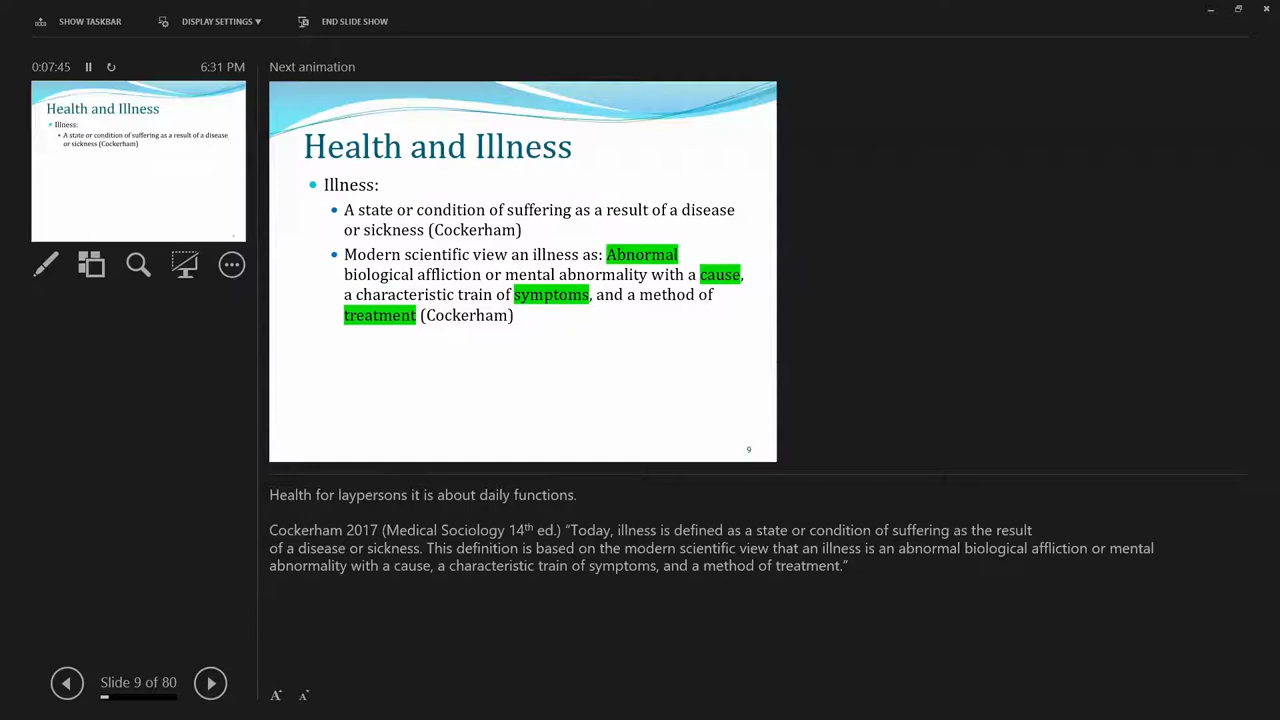 SHOW TASKBAR DISPLAY SETTINGS ▼ END SLIDE SHOW
0:07:45 6:31 PM
Health and Illness
Illness:
A state or condition of suffering as a result of a disease
or sickness (Cockerham)
Next animation
Health and Illness
Illness:
A state or condition of suffering as a result of a disease
or sickness (Cockerham)
Modern scientific view an illness as: Abnormal
biological affliction or mental abnormality with a cause,
a characteristic train of symptoms, and a method of
treatment (Cockerham)
9
Health for laypersons it is about daily functions.
Cockerham 2017 (Medical Sociology 14th ed.) “Today, illness is defined as a state or condition of suffering as the result
of a disease or sickness. This definition is based on the modern scientific view that an illness is an abnormal biological affliction or mental
abnormality with a cause, a characteristic train of symptoms, and a method of treatment.”
Slide 9 of 80
A A